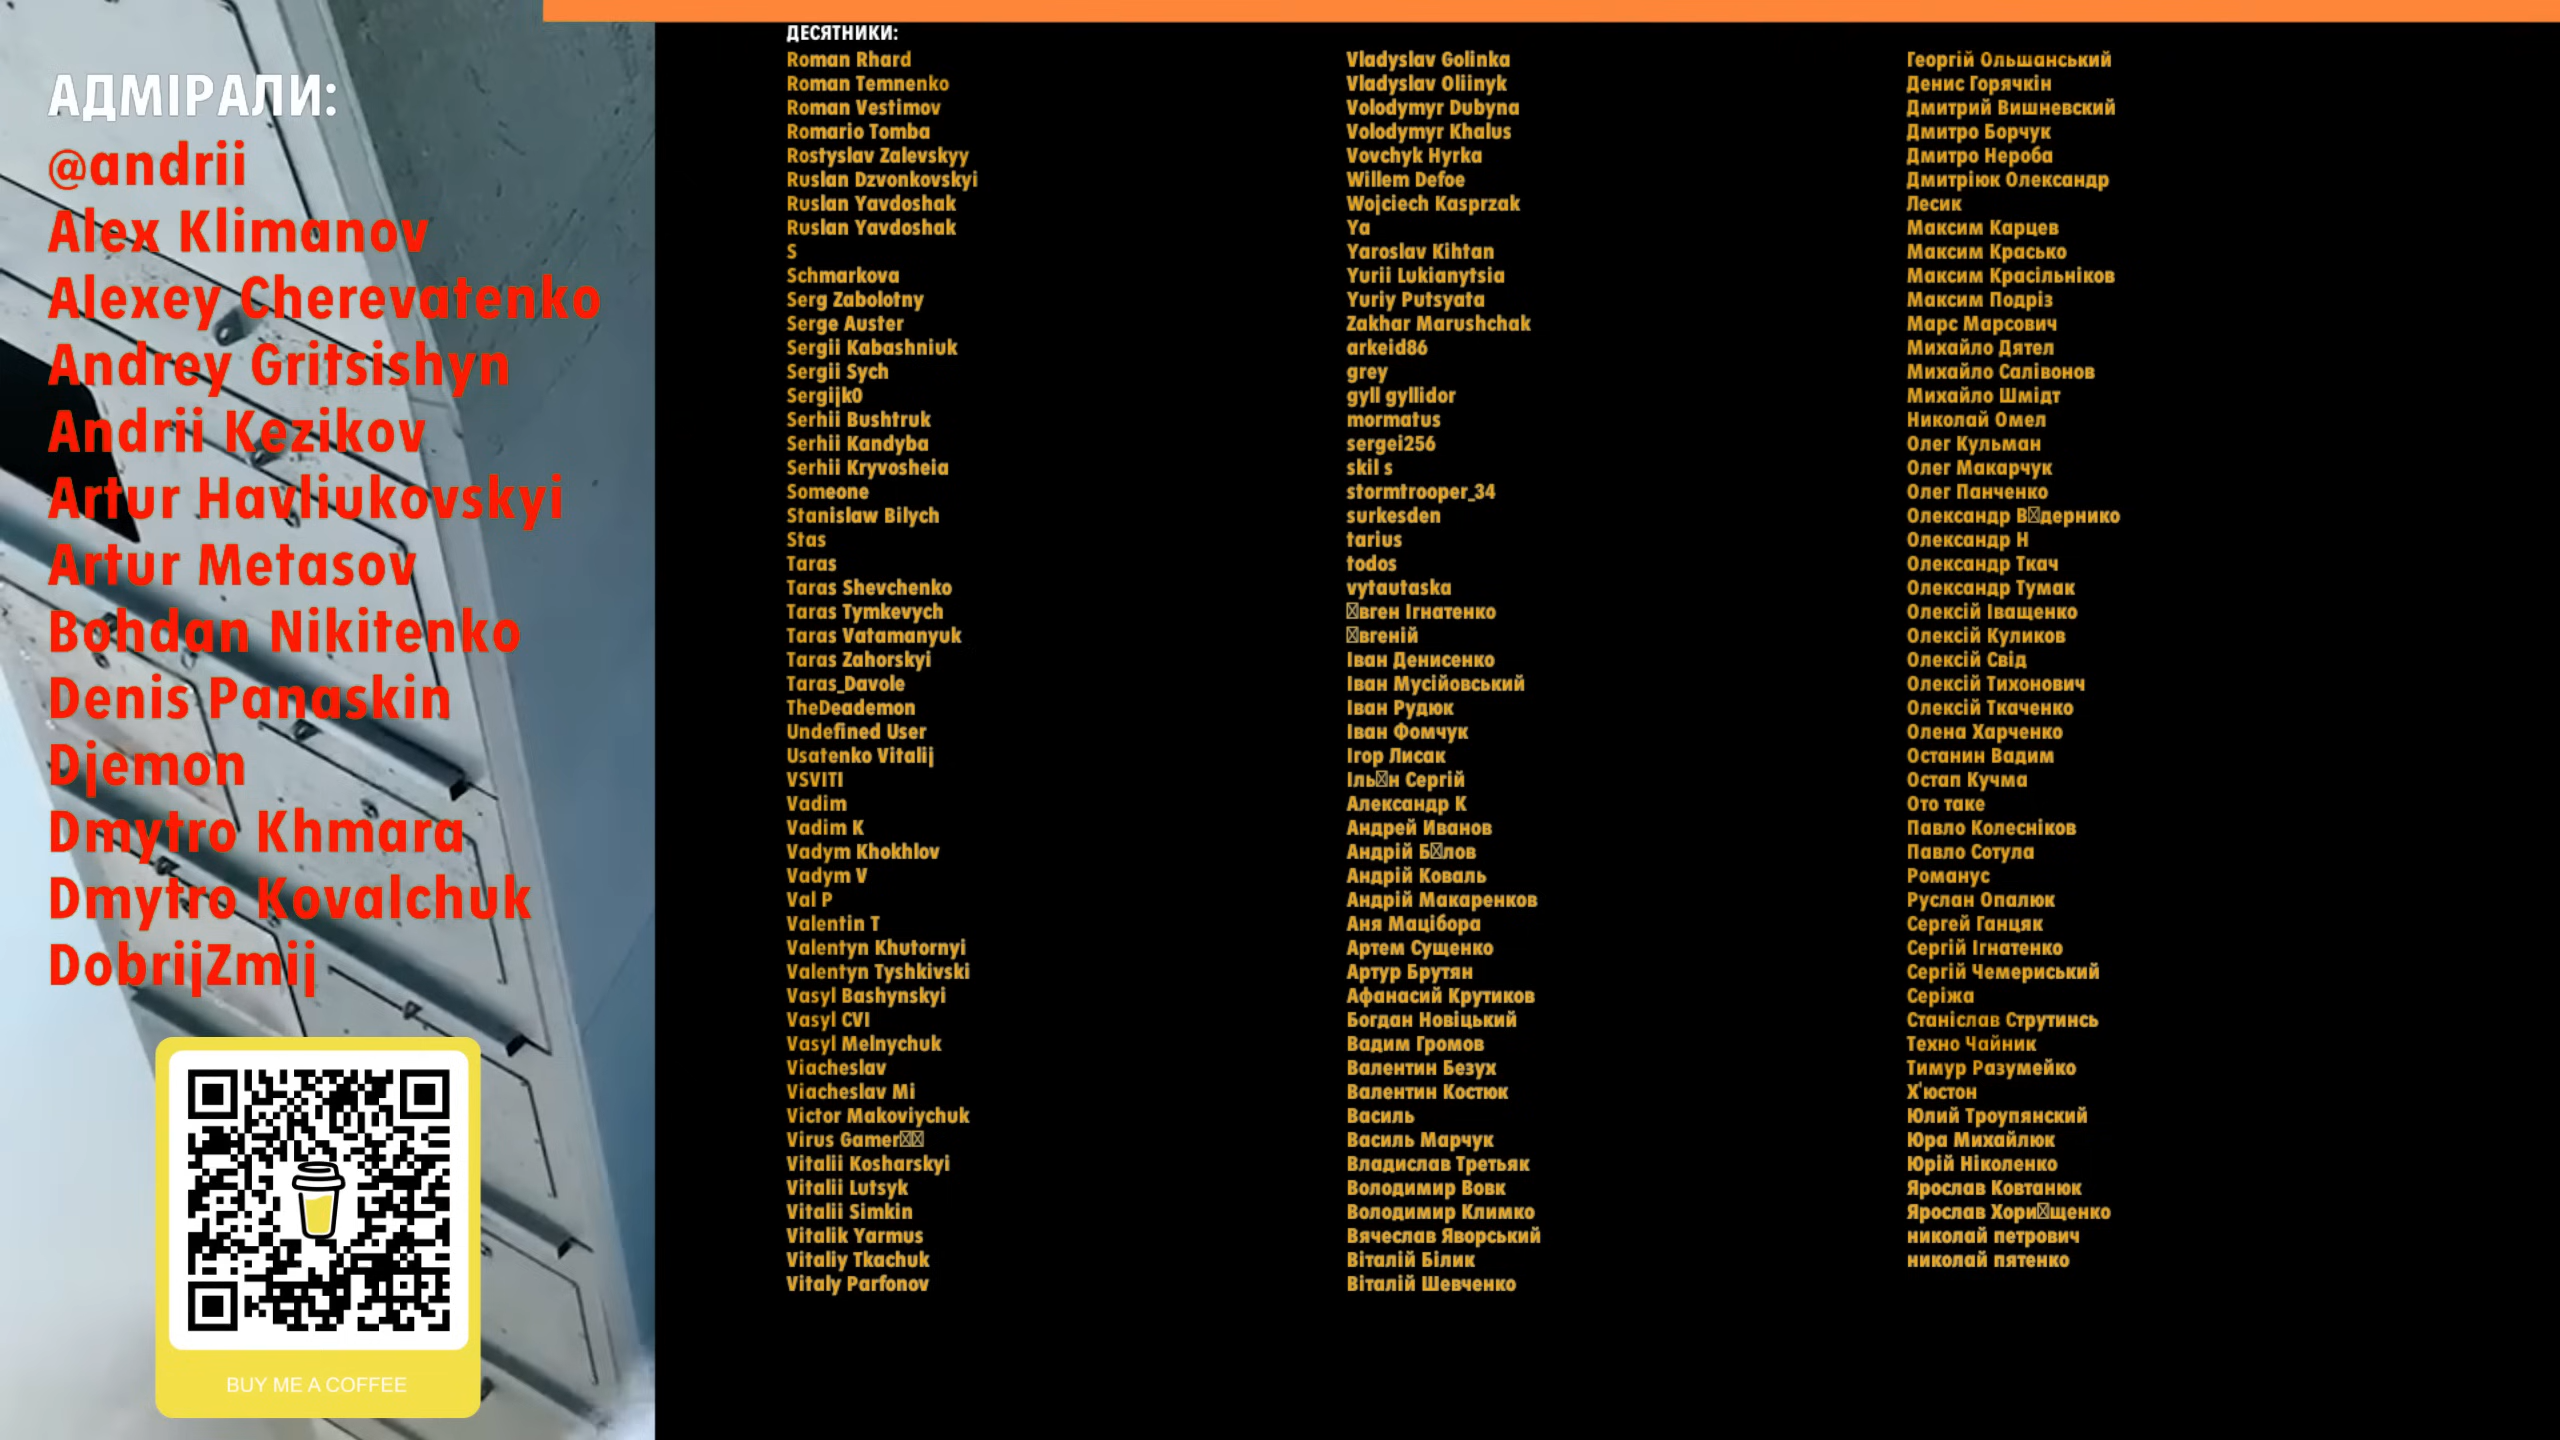 АДМІРАЛИ:
@andrii
Alex Klimanov
Alexey Cherevatenko
Andrey Gritsishyn
Andrii Kezikov
Artur Havliukovskyi
Artur Metasov
Bohdan Nikitenko
Denis Panaskin
Djemon
Dmytro Khmara
Dmytro Kovalchuk
DobrijZmij
BUY ME A COFFEE
ДЕСЯТНИКИ:
Roman Rhard
Roman Temnenko
Roman Vestimov
Romario Tomba
Rostyslav Zalevskyy
Ruslan Dzvonkovskyi
Ruslan Yavdoshak
Ruslan Yavdoshak
S
Schmarkova
Serg Zabolotny
Serge Auster
Sergii Kabashniuk
Sergii Sych
Sergijk0
Serhii Bushtruk
Serhii Kandyba
Serhii Kryvosheia
Someone
Stanislaw Bilych
Stas
Taras
Taras Shevchenko
Taras Tymkevych
Taras Vatamanyuk
Taras Zahorskyi
Taras_Davole
TheDeademon
Undefined User
Usatenko Vitalij
VSVITI
Vadim
Vadim K
Vadym Khokhlov
Vadym V
Val P
Valentin T
Valentyn Khutornyi
Valentyn Tyshkivski
Vasyl Bashynskyi
Vasyl CVI
Vasyl Melnychuk
Viacheslav
Viacheslav Mi
Victor Makoviychuk
Virus Gamer
Vitalii Kosharskyi
Vitalii Lutsyk
Vitalii Simkin
Vitalik Yarmus
Vitaliy Tkachuk
Vitaly Parfonov
Vladyslav Golinka
Vladyslav Oliinyk
Volodymyr Dubyna
Volodymyr Khalus
Vovchyk Hyrka
Willem Defoe
Wojciech Kasprzak
Ya
Yaroslav Kihtan
Yurii Lukianytsia
Yuriy Putsyata
Zakhar Marushchak
arkeid86
grey
gyll gyllidor
mormatus
sergei256
skil s
stormtrooper_34
surkesden
tarius
todos
vytautaska
☒вген Ігнатенко
☒вгеній
Іван Денисенко
Іван Мусійовський
Іван Рудюк
Іван Фомчук
Ігор Лисак
Іль☒н Сергій
Александр К
Андрей Иванов
Андрій Б☒лов
Андрій Коваль
Андрій Макаренков
Аня Мацібора
Артем Сущенко
Артур Брутян
Афанасий Крутиков
Богдан Новіцький
Вадим Громов
Валентин Безух
Валентин Костюк
Василь
Василь Марчук
Владислав Третьяк
Володимир Вовк
Володимир Климко
Вячеслав Яворський
Віталій Білик
Віталій Шевченко
Георгій Ольшанський
Денис Горячкін
Дмитрий Вишневский
Дмитро Борчук
Дмитро Нероба
Дмитріюк Олександр
Лесик
Максим Карцев
Максим Красько
Максим Красільніков
Максим Подріз
Марс Марсович
Михайло Дятел
Михайло Салівонов
Михайло Шмідт
Николай Омел
Олег Кульман
Олег Макарчук
Олег Панченко
Олександр В☒дернико
Олександр Н
Олександр Ткач
Олександр Тумак
Олексій Іващенко
Олексій Куликов
Олексій Свід
Олексій Тихонович
Олексій Ткаченко
Олена Харченко
Останин Вадим
Остап Кучма
Ото таке
Павло Колесніков
Павло Сотула
Романус
Руслан Опалюк
Сергей Ганцяк
Сергій Ігнатенко
Сергій Чемериський
Серіжа
Станіслав Струтинсь
Техно Чайник
Тимур Разумейко
Х'юстон
Юлий Троупянский
Юра Михайлюк
Юрій Ніколенко
Ярослав Ковтанюк
Ярослав Хори☒щенко
николай петрович
николай пятенко